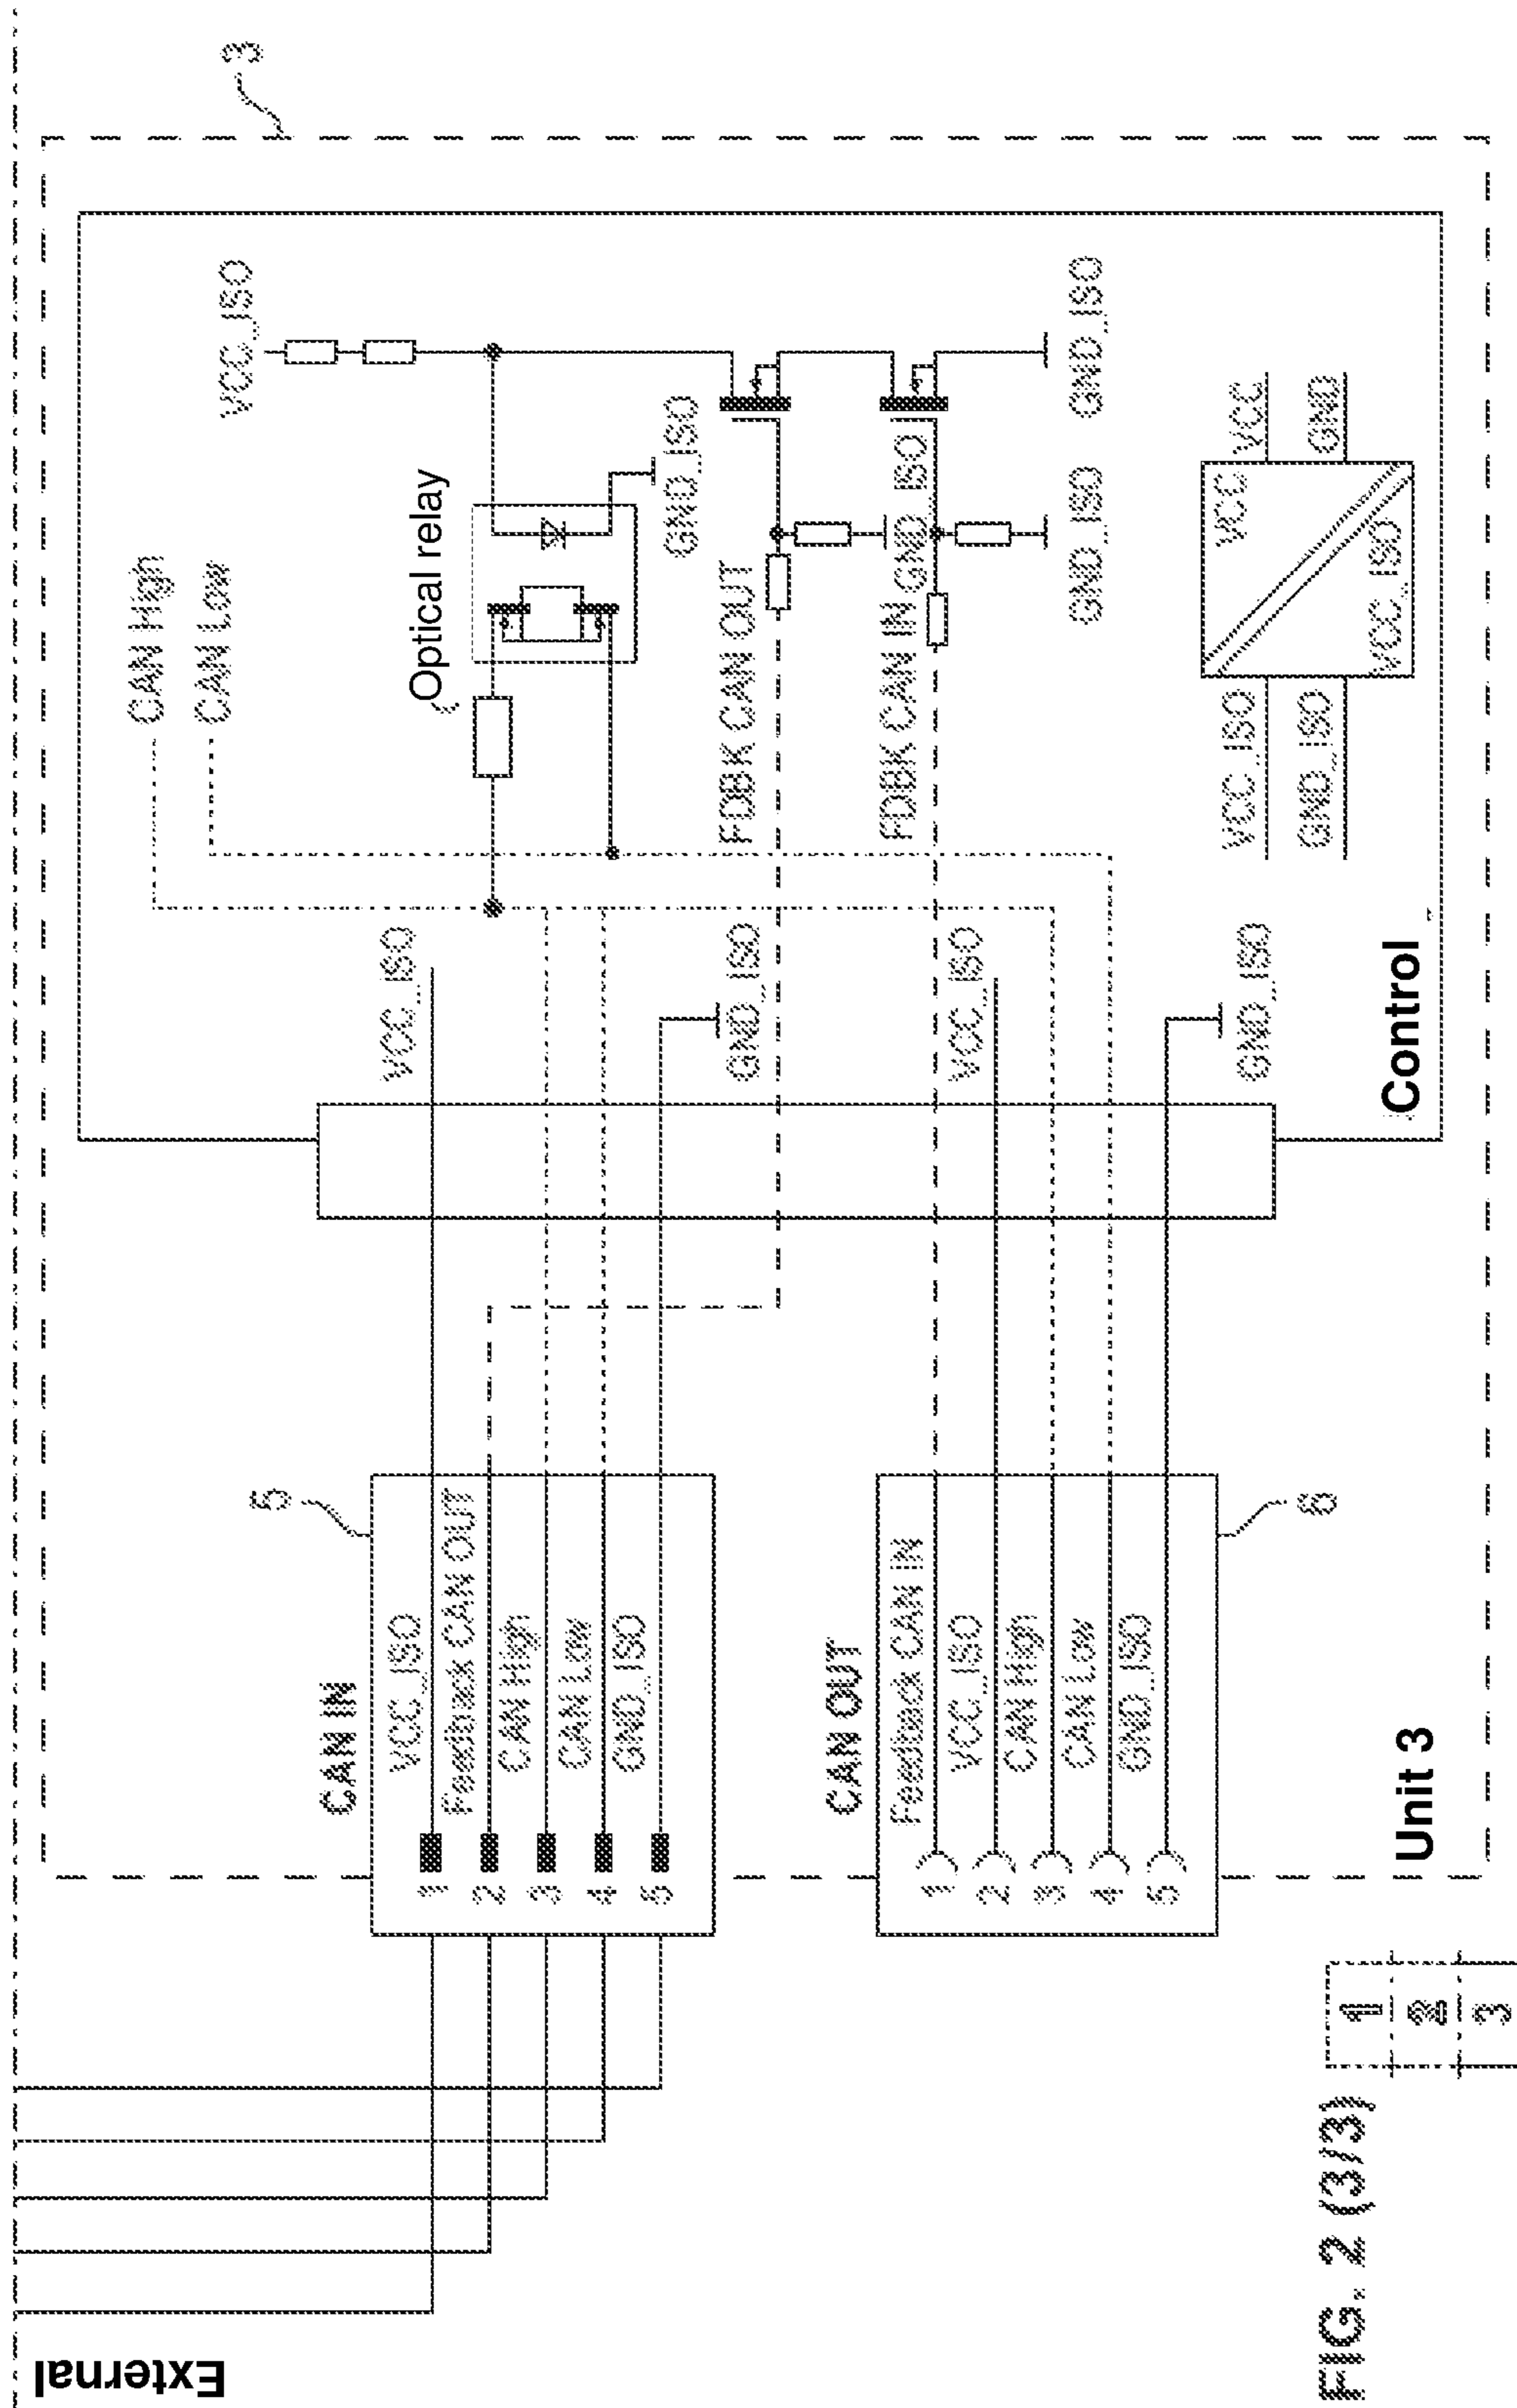 External
3
CAN High
CAN Low
VCC_ISO
Optical relay
GND_ISO
VCC_ISO
FDBK CAN OUT
GND_ISO
FDBK CAN IN
GND_ISO
GND_ISO
GND_ISO
VCC_ISO
GND_ISO
VCC_ISO
GND_ISO
VCC
VCC_ISO
VCC
GND
Control
5
CAN IN
1 VCC_ISO
2 Feedback CAN OUT
3 CAN High
4 CAN Low
5 GND_ISO
CAN OUT
1 Feedback CAN IN
2 VCC_ISO
3 CAN High
4 CAN Low
5 GND_ISO
6
Unit 3
FIG. 2 (3/3)
1
2
3